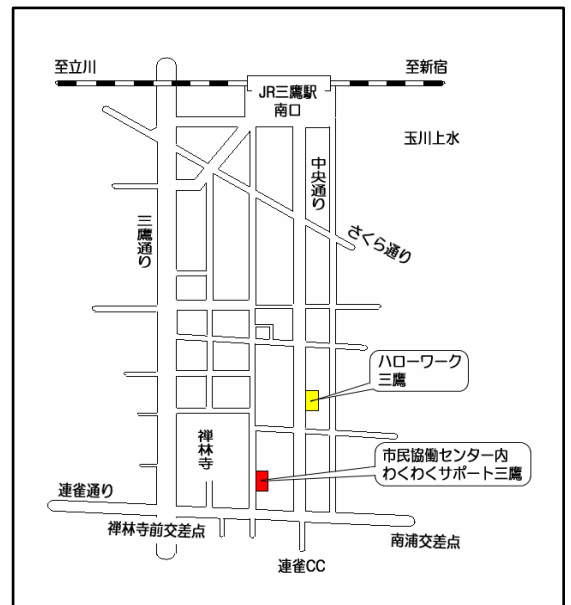 至立川
至新宿
JR三鷹駅
南口
玉川上水
中央通り
三鷹通り
さくら通り
ハローワーク
三鷹
禅林寺
市民協働センター内
わくわくサポート三鷹
連雀通り
禅林寺前交差点
南浦交差点
連雀CC